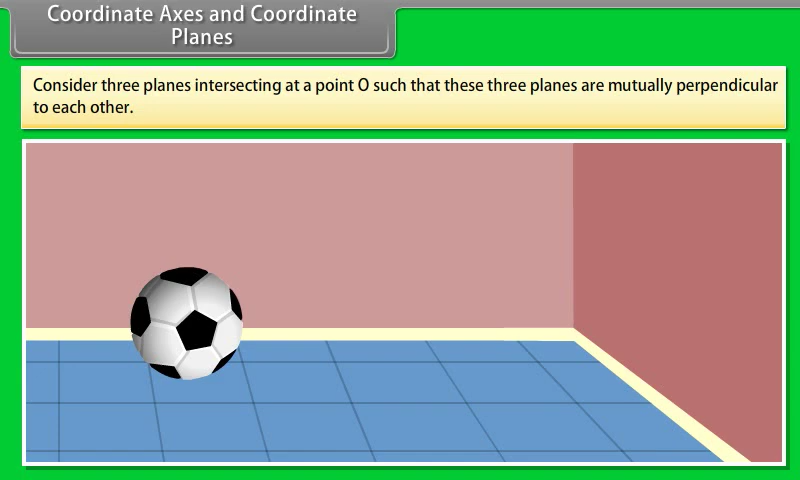 Coordinate Axes and Coordinate
Planes
Consider three planes intersecting at a point O such that these three planes are mutually perpendicular
to each other.